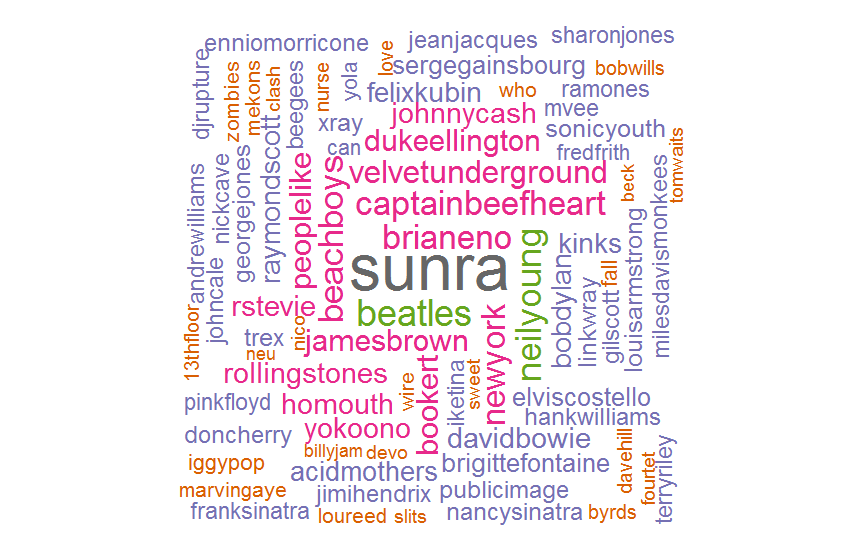 enniomorricone
jeanjacques
sharonjones
djrupture
zombies
mekons
clash
beegees
nurse
yola
love
sergegainsbourg
bobwills
felixkubin
who
ramones
johnnycash
mvee
xray
can
dukeellington
sonicyouth
fredfrith
raymondscott
georgejones
nickcave
andrewwilliams
peoplelike
beachboys
velvetunderground
captainbeefheart
brianeno
sunra
beatles
neilyoung
kinks
beck
tomwaits
monkees
milesdavis
louisarmstrong
fall
gilscott
linkwray
bobdylan
johncale
13thfloor
rstevie
trex
neu
nico
jamesbrown
newyork
rollingstones
pinkfloyd
homouth
wire
bookert
iketina
sweet
elviscostello
hankwilliams
doncherry
yokoono
davidbowie
billyjam
devo
iggypop
acidmothers
brigittefontaine
davehill
fourtet
terryriley
marvingaye
jimihendrix
publicimage
franksinatra
loureed
slits
nancysinatra
byrds